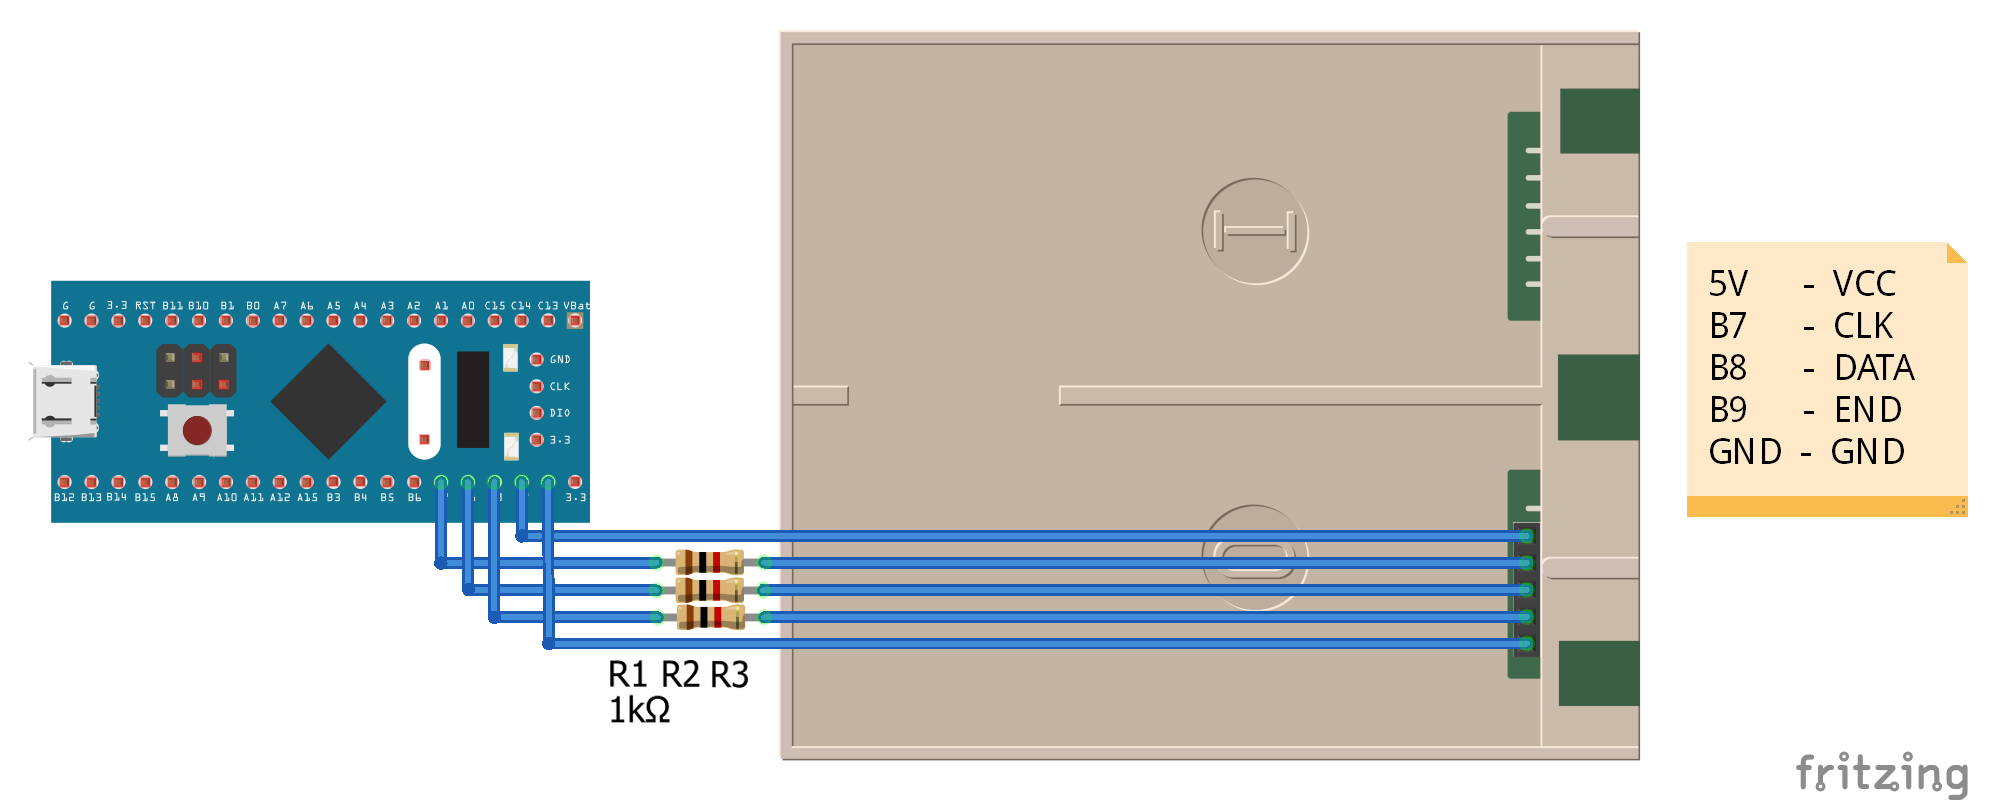 G G 3.3 RST B11 B10 B1 B0 A7 A6 A5 A4 A3 A2 A1 A0 C15 C14 C13 VBat
GND
CLK
DIO
3.3
B12 B13 B14 B15 A8 A9 A10 A11 A12 A15 B3 B4 B5 B6 3.3
R1 R2 R3
1kΩ
5V - VCC
B7 - CLK
B8 - DATA
B9 - END
GND - GND
fritzing